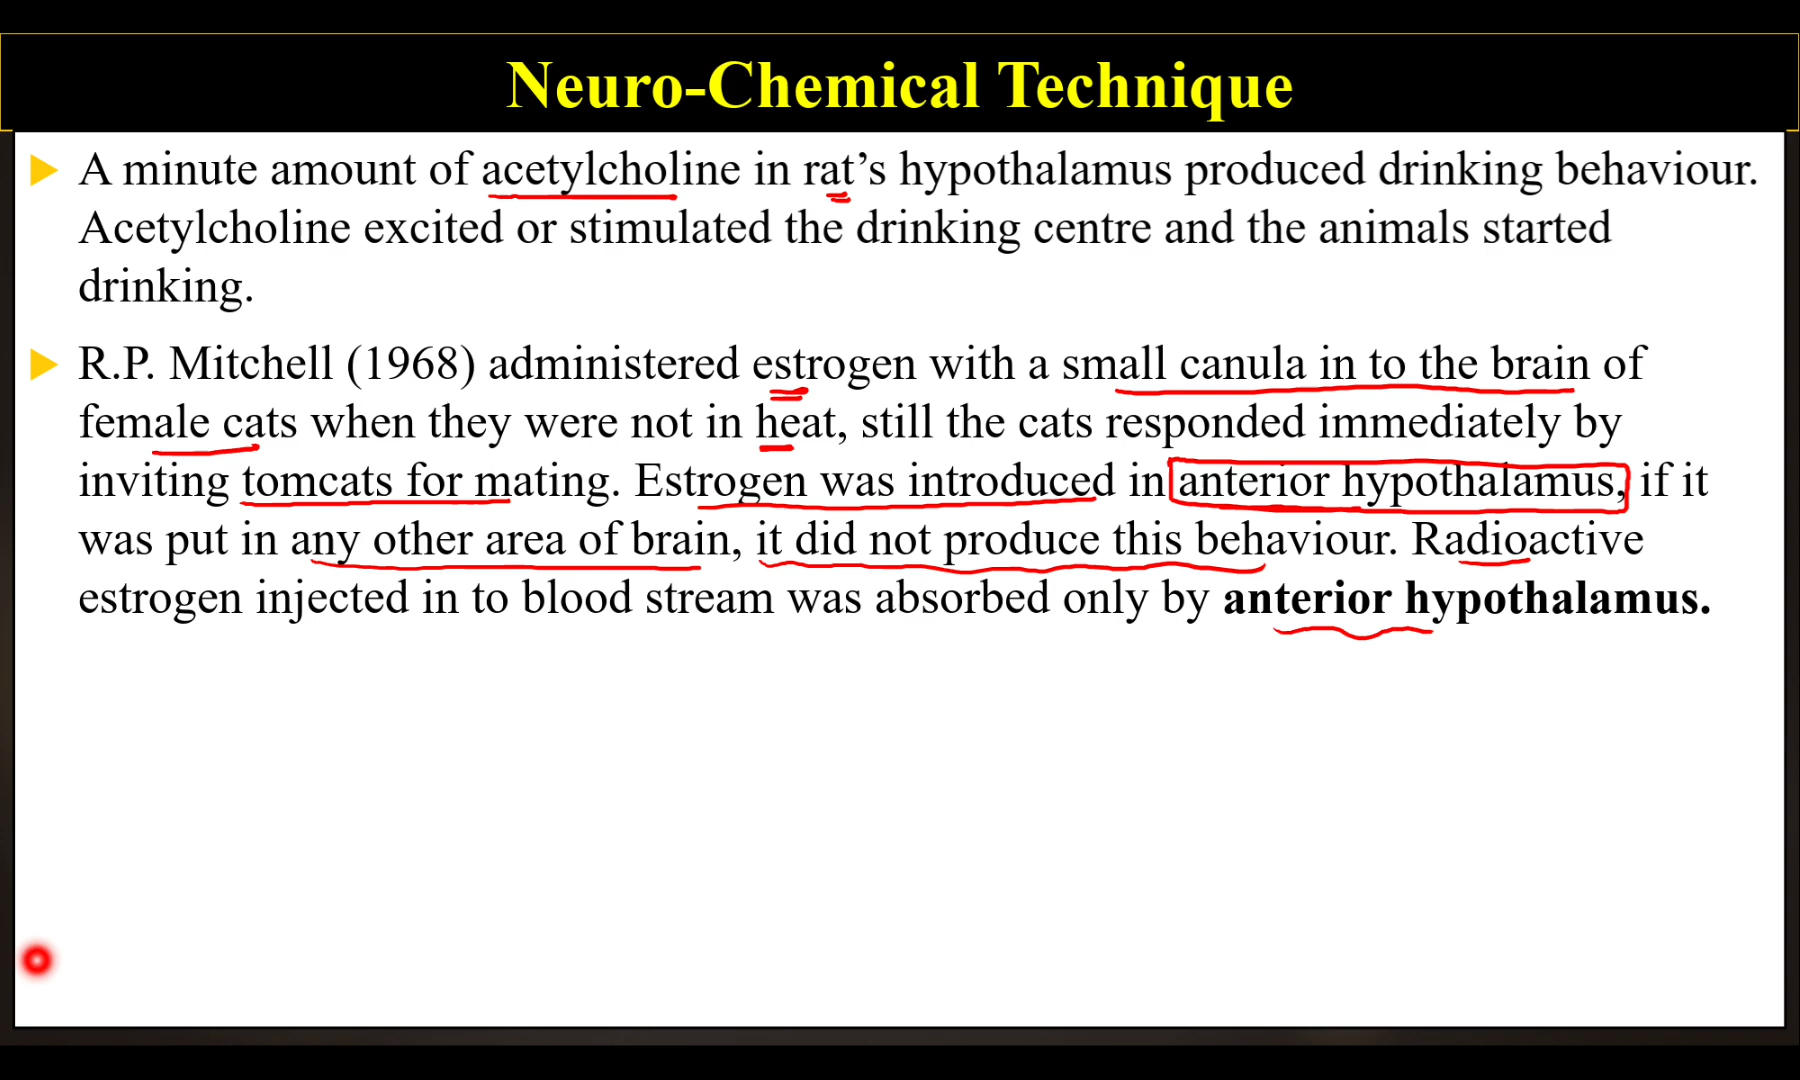 Neuro-Chemical Technique
A minute amount of acetylcholine in rat’s hypothalamus produced drinking behaviour.
Acetylcholine excited or stimulated the drinking centre and the animals started
drinking.
R.P. Mitchell (1968) administered estrogen with a small canula in to the brain of
female cats when they were not in heat, still the cats responded immediately by
inviting tomcats for mating. Estrogen was introduced in anterior hypothalamus, if it
was put in any other area of brain, it did not produce this behaviour. Radioactive
estrogen injected in to blood stream was absorbed only by anterior hypothalamus.